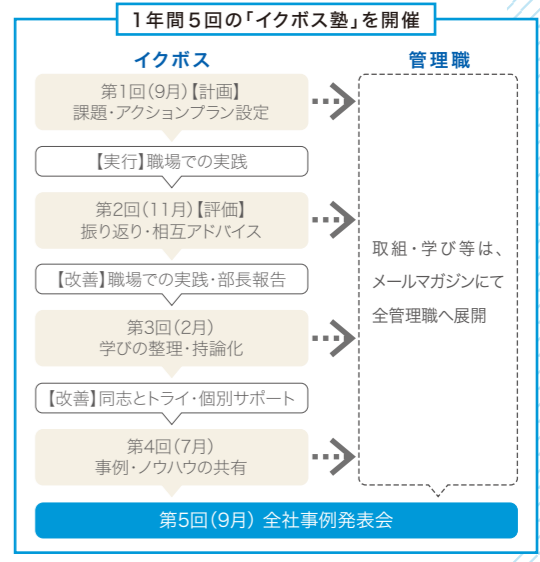 1年間5回の「イクボス塾」を開催
イクボス
管理職
第1回(9月)【計画】
課題・アクションプラン設定
【実行】職場での実践
第2回(11月)【評価】
振り返り・相互アドバイス
【改善】職場での実践・部長報告
第3回(2月)
学びの整理・持論化
【改善】同志とトライ・個別サポート
第4回(7月)
事例・ノウハウの共有
取組・学び等は、
メールマガジンにて
全管理職へ展開
第5回(9月) 全社事例発表会